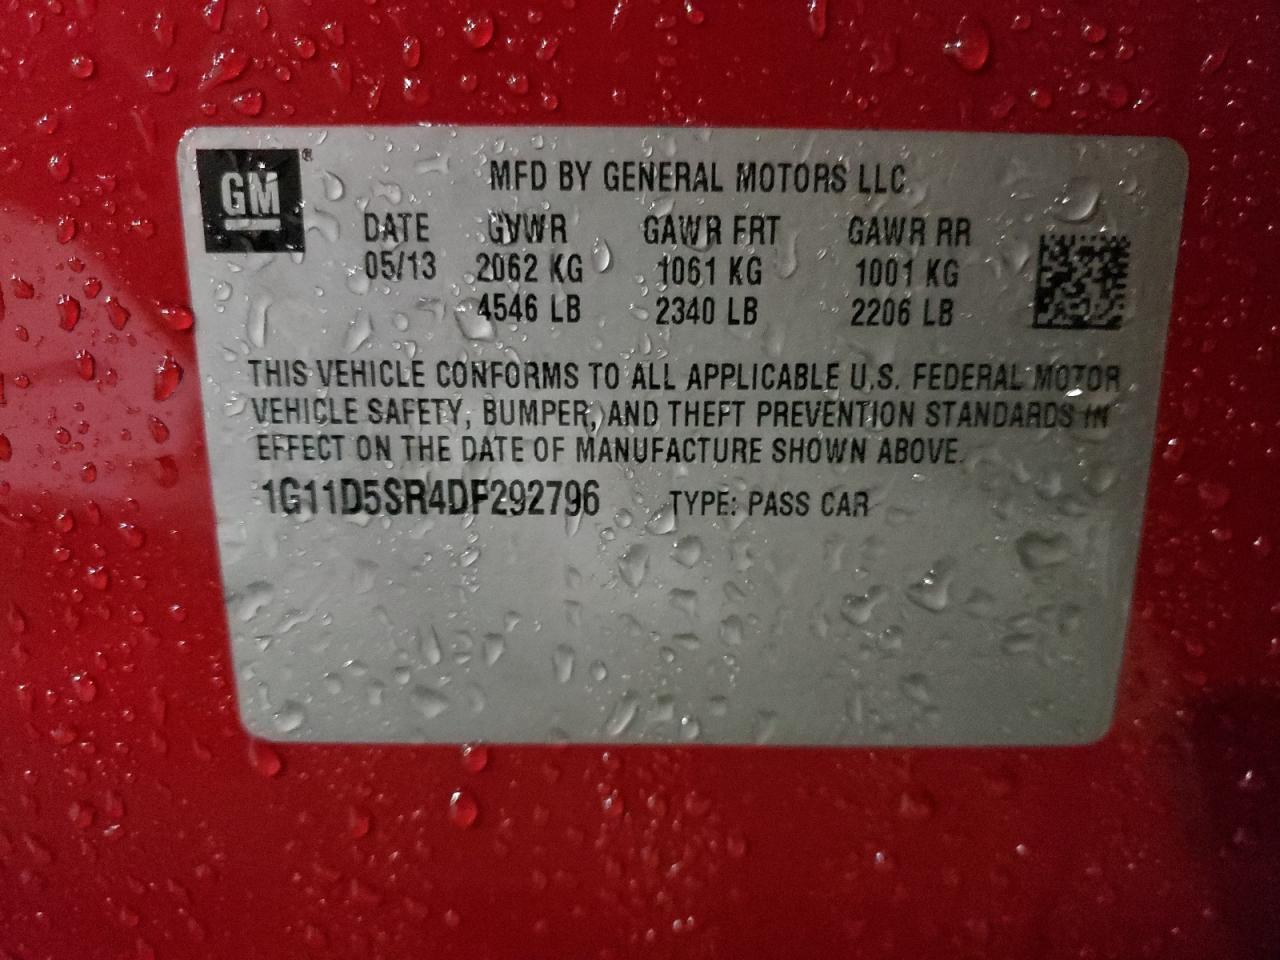 GM®
MFD BY GENERAL MOTORS LLC
DATE GVWR GAWR FRT GAWR RR
05/13 2062 KG 1061 KG 1001 KG
4546 LB 2340 LB 2206 LB
THIS VEHICLE CONFORMS TO ALL APPLICABLE U.S. FEDERAL MOTOR
VEHICLE SAFETY, BUMPER, AND THEFT PREVENTION STANDARDS IN
EFFECT ON THE DATE OF MANUFACTURE SHOWN ABOVE.
1G11D5SR4DF292796 TYPE: PASS CAR